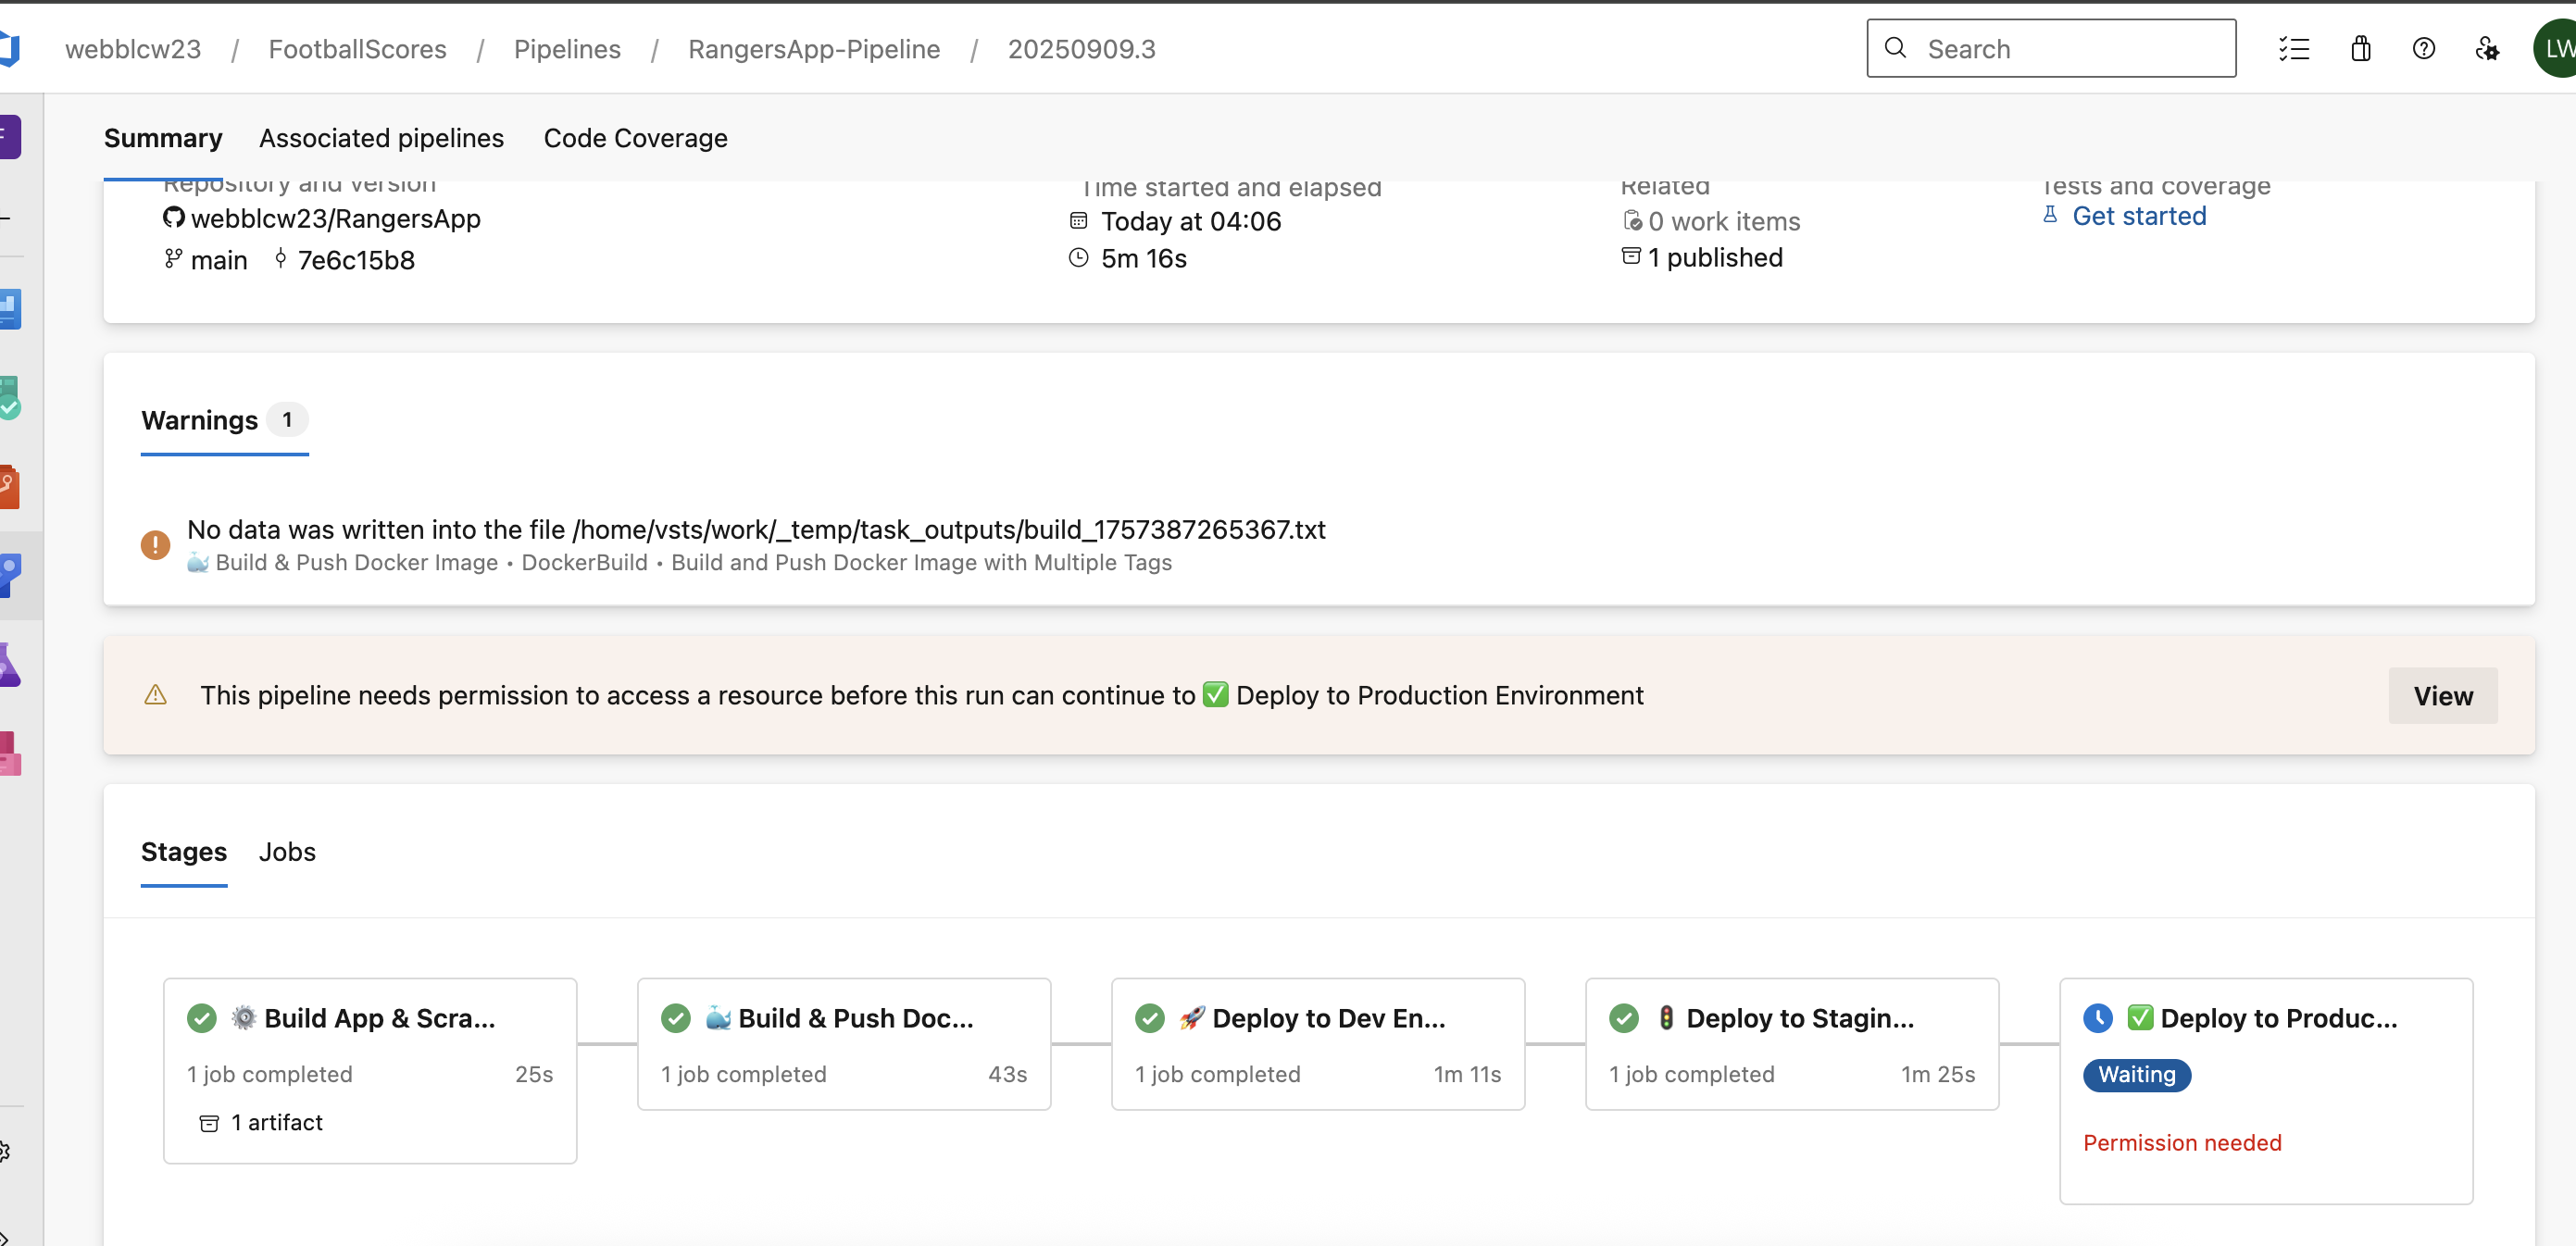 webblcw23 / FootballScores / Pipelines / RangersApp-Pipeline / 20250909.3
Search
LW
F
Summary Associated pipelines Code Coverage
Repository and version
webblcw23/RangersApp
main 7e6c15b8
Time started and elapsed
Today at 04:06
5m 16s
Related
0 work items
1 published
Tests and coverage
Get started
Warnings 1
No data was written into the file /home/vsts/work/_temp/task_outputs/build_1757387265367.txt
🐳 Build & Push Docker Image • DockerBuild • Build and Push Docker Image with Multiple Tags
This pipeline needs permission to access a resource before this run can continue to ✅ Deploy to Production Environment
View
Stages Jobs
⚙️ Build App & Scra...
1 job completed 25s
1 artifact
🐳 Build & Push Doc...
1 job completed 43s
🚀 Deploy to Dev En...
1 job completed 1m 11s
🚦 Deploy to Stagin...
1 job completed 1m 25s
✅ Deploy to Produc...
Waiting
Permission needed